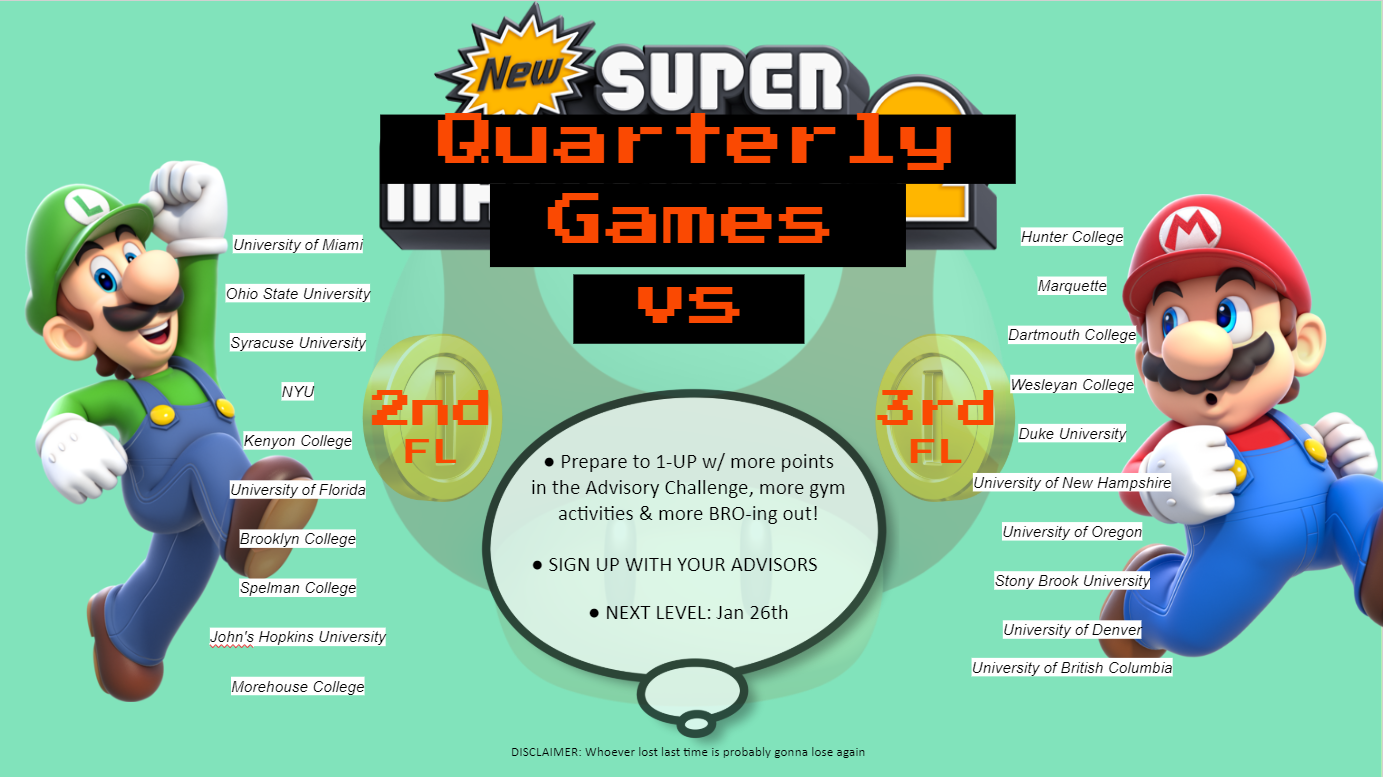 New SUPER
Quarterly
Games
vs
L
M
University of Miami
Ohio State University
Syracuse University
NYU
Kenyon College
University of Florida
Brooklyn College
Spelman College
John's Hopkins University
Morehouse College
2nd
FL
3rd
FL
● Prepare to 1-UP w/ more points
in the Advisory Challenge, more gym
activities & more BRO-ing out!
● SIGN UP WITH YOUR ADVISORS
● NEXT LEVEL: Jan 26th
Hunter College
Marquette
Dartmouth College
Wesleyan College
Duke University
University of New Hampshire
University of Oregon
Stony Brook University
University of Denver
University of British Columbia
DISCLAIMER: Whoever lost last time is probably gonna lose again